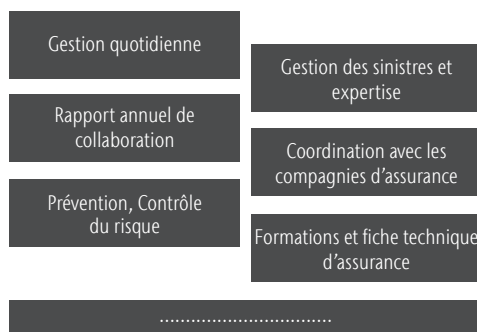 Gestion quotidienne
Rapport annuel de
collaboration
Prévention, Contrôle
du risque
Gestion des sinistres et
expertise
Coordination avec les
compagnies d'assurance
Formations et fiche technique
d'assurance
.................................